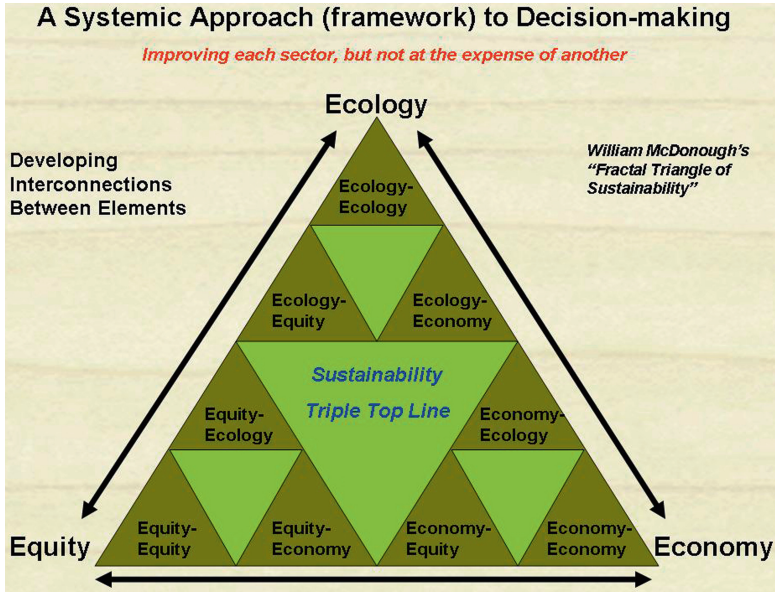 A Systemic Approach (framework) to Decision-making
Improving each sector, but not at the expense of another
Ecology
Developing
Interconnections
Between Elements
William McDonough's
“Fractal Triangle of
Sustainability”
Ecology-
Ecology
Ecology-
Equity
Ecology-
Economy
Sustainability
Triple Top Line
Equity-
Ecology
Economy-
Ecology
Equity
Equity-
Equity
Equity-
Economy
Economy-
Equity
Economy-
Economy
Economy